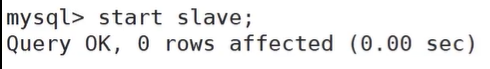 mysql> start slave;
Query OK, 0 rows affected (0.00 sec)